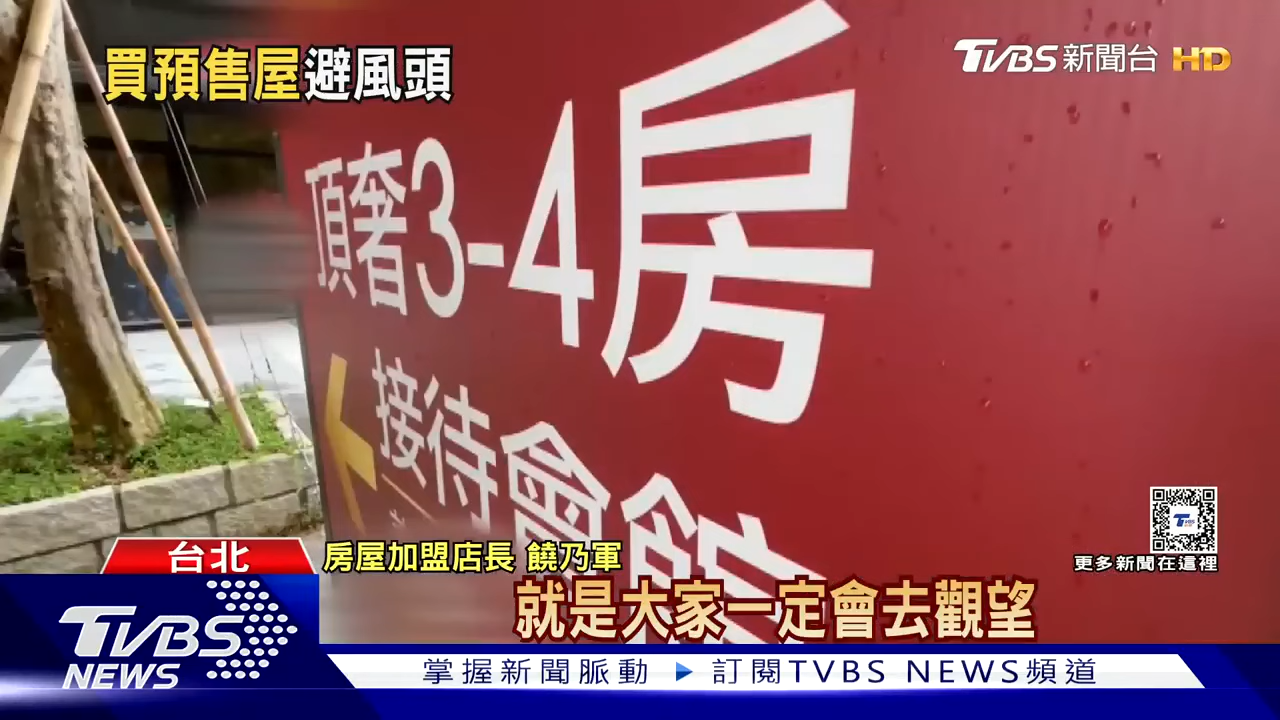 買預售屋避風頭
TVBS新聞台 HD
頂奢3-4房
接待會館
TVBS
更多新聞在這裡
台北
房屋加盟店長 饒乃軍
就是大家一定會去觀望
TVBS
NEWS
掌握新聞脈動 訂閱TVBS NEWS頻道